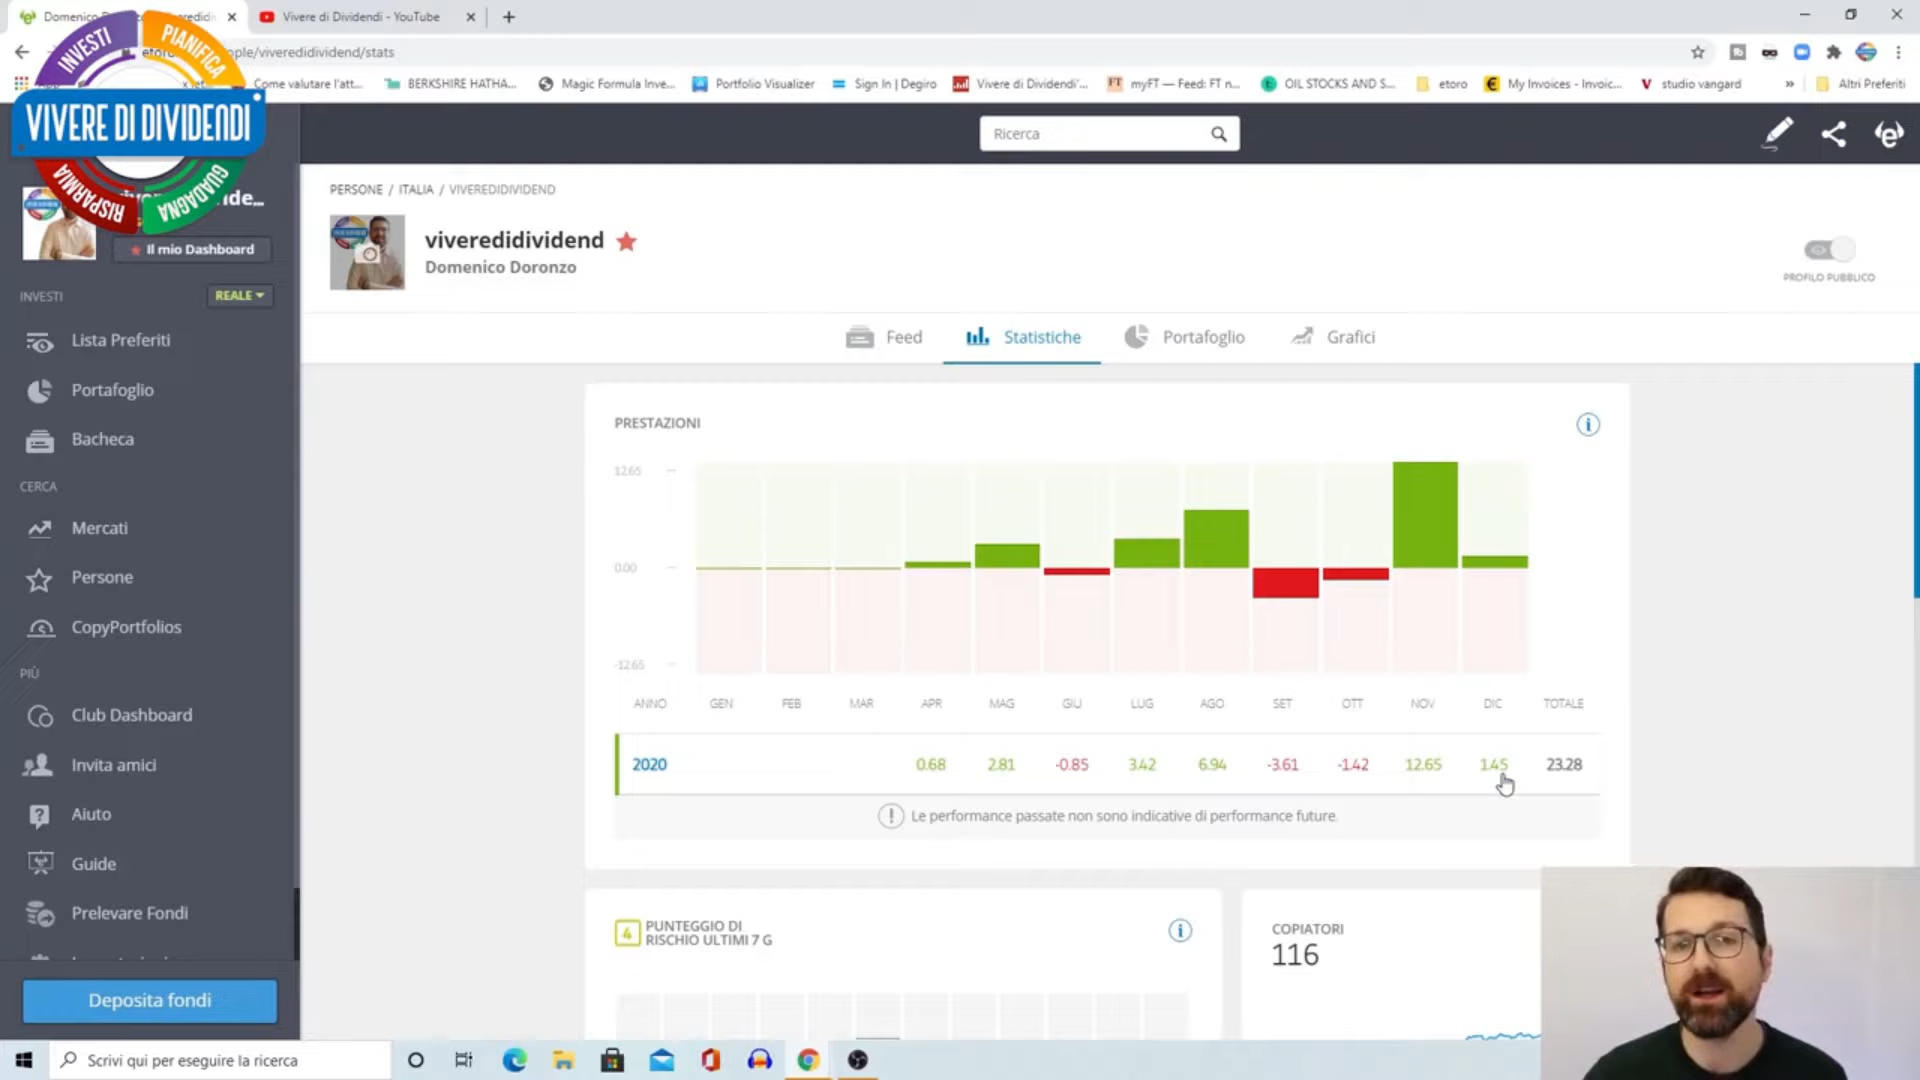 Vivere di Dividendi - YouTube
ople/viveredidividend/stats
Come valutare l'att...
BERKSHIRE HATHA...
Magic Formula Inve...
Portfolio Visualizer
Sign In | Degiro
Vivere di Dividendi'...
myFT — Feed: FT n...
OIL STOCKS AND S...
etoro
My Invoices - Invoic...
studio vangard
»
Altri Preferiti
INVESTI
PIANIFICA
VIVERE DI DIVIDENDI
RISPARMIA
GUADAGNA
Il mio Dashboard
INVESTI
REALE
Lista Preferiti
Portafoglio
Bacheca
CERCA
Mercati
Persone
CopyPortfolios
PIÙ
Club Dashboard
Invita amici
Aiuto
Guide
Prelevare Fondi
Deposita fondi
Ricerca
PERSONE / ITALIA / VIVEREDIDIVIDEND
viveredidividend
Domenico Doronzo
PROFILO PUBBLICO
Feed
Statistiche
Portafoglio
Grafici
PRESTAZIONI
12.65
0.00
-12.65
ANNO GEN FEB MAR APR MAG GIU LUG AGO SET OTT NOV DIC TOTALE
2020 0.68 2.81 -0.85 3.42 6.94 -3.61 -1.42 12.65 1.45 23.28
Le performance passate non sono indicative di performance future.
4
PUNTEGGIO DI
RISCHIO ULTIMI 7 G
COPIATORI
116
Scrivi qui per eseguire la ricerca